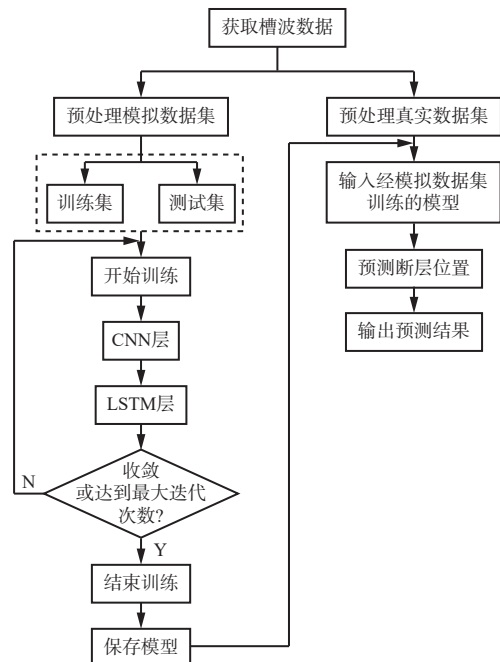 获取槽波数据
预处理模拟数据集
预处理真实数据集
训练集
测试集
输入经模拟数据集
训练的模型
开始训练
预测断层位置
CNN层
输出预测结果
LSTM层
收敛
或达到最大迭代
次数?
N
Y
结束训练
保存模型